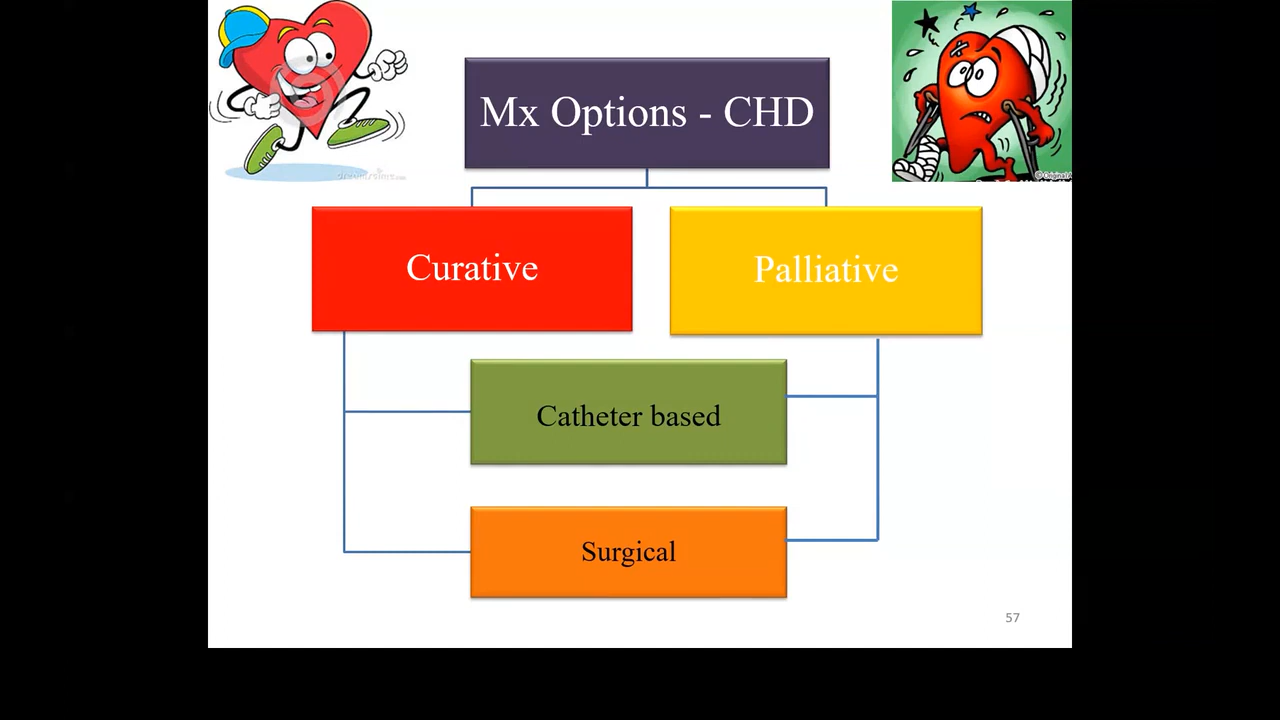 Mx Options - CHD
Curative
Palliative
Catheter based
Surgical
57